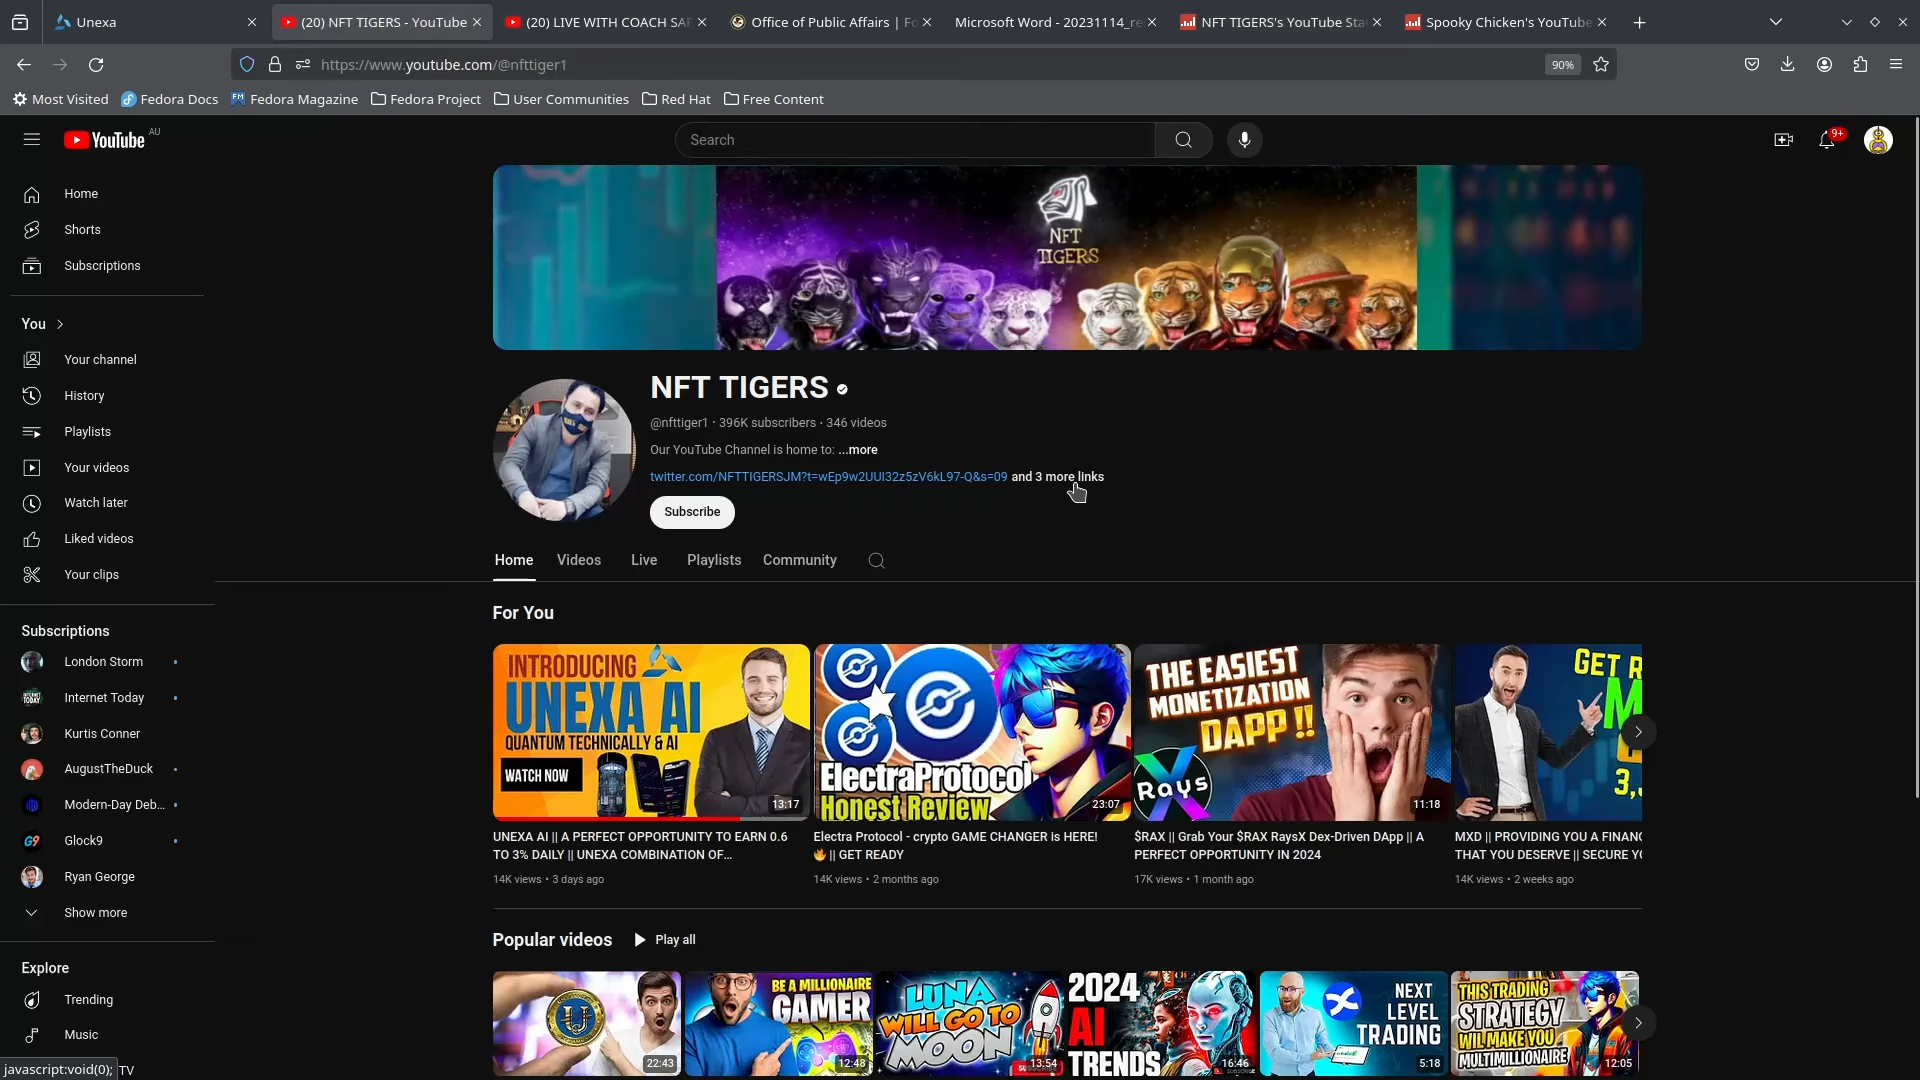 Unexa
(20) NFT TIGERS - YouTube
(20) LIVE WITH COACH SAF
Office of Public Affairs | Fo
Microsoft Word - 20231114_re
NFT TIGERS's YouTube Sta
Spooky Chicken's YouTube
https://www.youtube.com/@nfttiger1
90%
Most Visited
Fedora Docs
Fedora Magazine
Fedora Project
User Communities
Red Hat
Free Content
YouTube AU
Search
9+
Home
Shorts
Subscriptions
You
Your channel
History
Playlists
Your videos
Watch later
Liked videos
Your clips
Subscriptions
London Storm
Internet Today
Kurtis Conner
AugustTheDuck
Modern-Day Deb...
Glock9
Ryan George
Show more
Explore
Trending
Music
javascript:void(0); TV
NFT
TIGERS
NFT TIGERS
@nfttiger1 • 396K subscribers • 346 videos
Our YouTube Channel is home to: ...more
twitter.com/NFTTIGERSJM?t=wEp9w2UUI32z5zV6kL97-Q&s=09 and 3 more links
Subscribe
Home
Videos
Live
Playlists
Community
For You
INTRODUCING
UNEXA AI
QUANTUM TECHNICALLY & AI
WATCH NOW
13:17
UNEXA AI || A PERFECT OPPORTUNITY TO EARN 0.6
TO 3% DAILY || UNEXA COMBINATION OF...
14K views • 3 days ago
ElectraProtocol
Honest Review
23:07
Electra Protocol - crypto GAME CHANGER is HERE!
🔥 || GET READY
14K views • 2 months ago
THE EASIEST
MONETIZATION
DAPP !!
Rays
11:18
$RAX || Grab Your $RAX RaysX Dex-Driven DApp || A
PERFECT OPPORTUNITY IN 2024
17K views • 1 month ago
GET R
M
3,
MXD || PROVIDING YOU A FINANC
THAT YOU DESERVE || SECURE YO
14K views • 2 weeks ago
Popular videos
Play all
22:43
BE A MILLIONAIRE
GAMER
12:48
LUNA
WILL GO TO
MOON
13:54
2024
AI
TRENDS
16:46
NEXT
LEVEL
TRADING
5:18
THIS TRADING
STRATEGY
WILL MAKE YOU
MULTIMILLIONAIRE
12:05